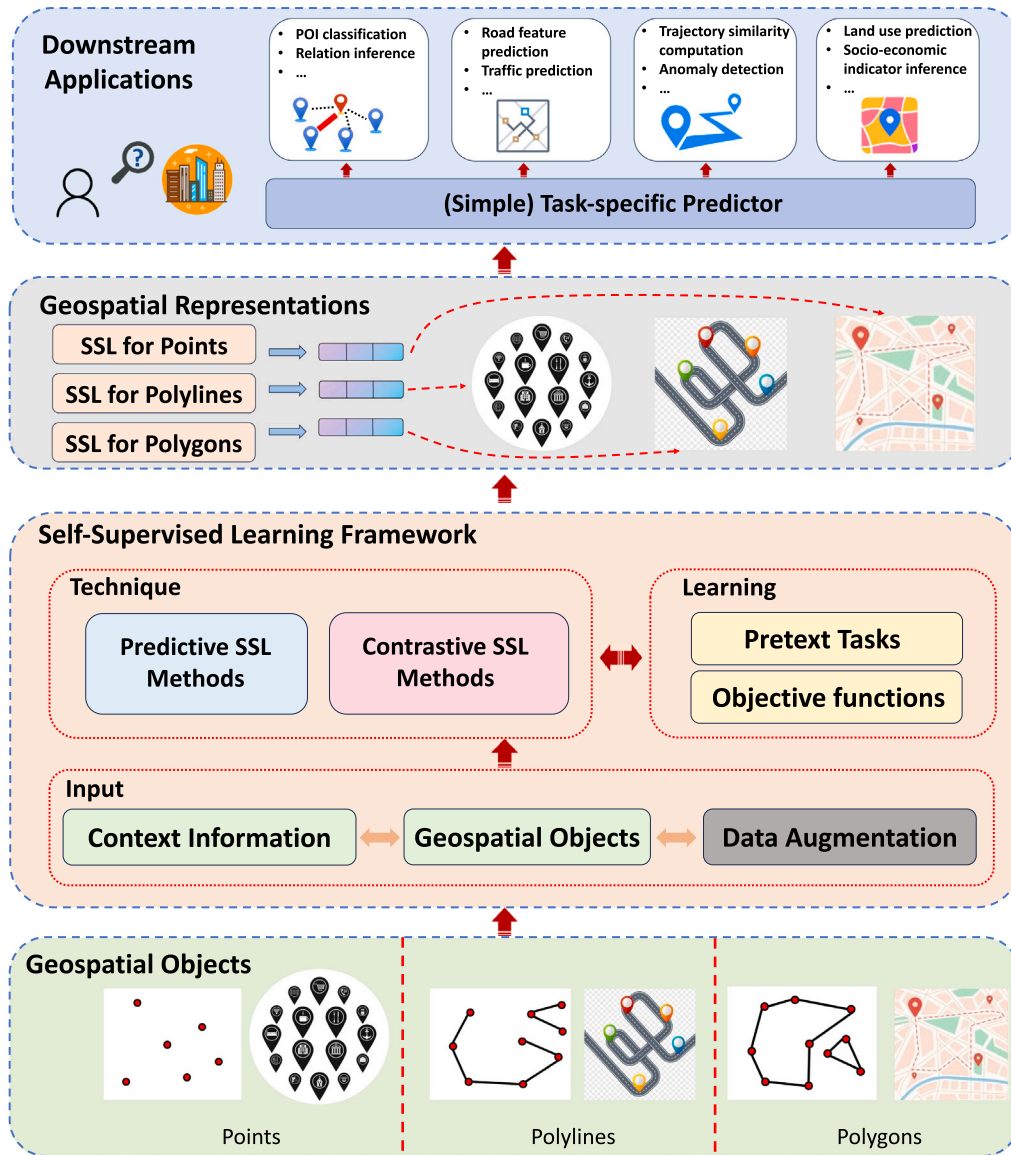 Downstream
Applications
• POI classification
• Relation inference
• ...
• Road feature
prediction
• Traffic prediction
• ...
• Trajectory similarity
computation
• Anomaly detection
• ...
• Land use prediction
• Socio-economic
indicator inference
• ...
?
(Simple) Task-specific Predictor
Geospatial Representations
SSL for Points
SSL for Polylines
SSL for Polygons
Self-Supervised Learning Framework
Technique
Predictive SSL
Methods
Contrastive SSL
Methods
Learning
Pretext Tasks
Objective functions
Input
Context Information
Geospatial Objects
Data Augmentation
Geospatial Objects
Points
Polylines
Polygons